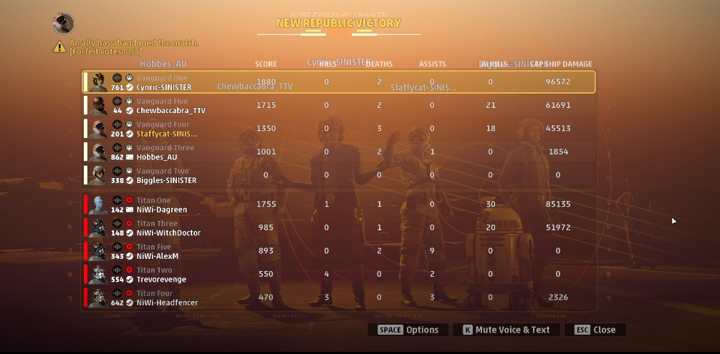 NEW REPUBLIC VICTORY
An ally has abandoned the match.
Hobbes_AU SCORE KILLS DEATHS ASSISTS AI KILLS CAP SHIP DAMAGE
Vanguard One 1880 0 2 0 0 96572
761 Cynric-SINISTER
Chewbaccabra_TTV Staffycat-SINIS...
Vanguard Five 1715 0 2 0 21 61691
44 Chewbaccabra_TTV
Vanguard Four 1350 0 3 0 18 45513
201 Staffycat-SINIS...
Vanguard Three 1001 0 2 1 0 1854
862 Hobbes_AU
Vanguard Two 0 0 0 0 0 0
338 Biggles-SINISTER
Titan One 1755 1 1 0 30 85135
142 NiWi-Dagreen
Titan Three 985 0 1 0 20 51972
148 NiWi-WitchDoctor
Titan Five 893 0 2 9 0 0
343 NiWi-AlexM
Titan Two 550 4 0 2 0 0
554 Trevorevenge
Titan Four 470 3 0 3 0 2326
642 NiWi-Headfencer
SPACE Options K Mute Voice & Text ESC Close